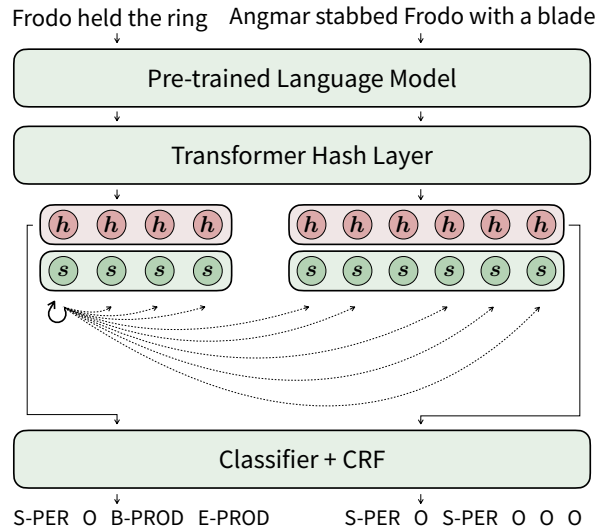 Frodo held the ring Angmar stabbed Frodo with a blade
Pre-trained Language Model
Transformer Hash Layer
h h h h h h h h h h
s s s s s s s s s s
Classifier + CRF
S-PER O B-PROD E-PROD S-PER O S-PER O O O